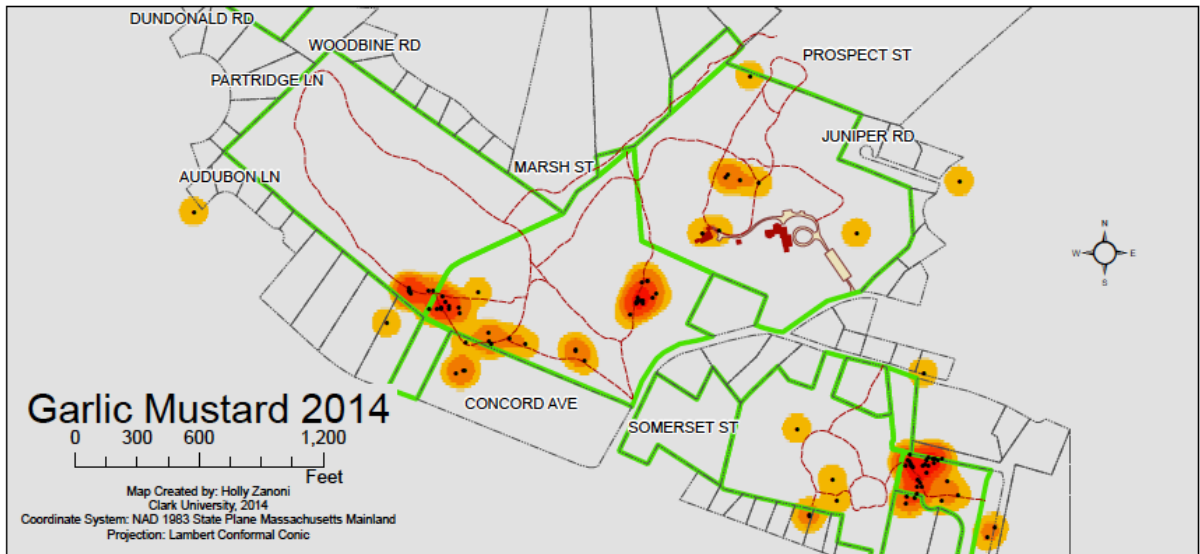 DUNDONALD RD
WOODBINE RD
PROSPECT ST
PARTRIDGE LN
JUNIPER RD
MARSH ST
AUDUBON LN
N
W E
S
Garlic Mustard 2014
CONCORD AVE
SOMERSET ST
0 300 600 1,200
Feet
Map Created by: Holly Zanoni
Clark University, 2014
Coordinate System: NAD 1983 State Plane Massachusetts Mainland
Projection: Lambert Conformal Conic